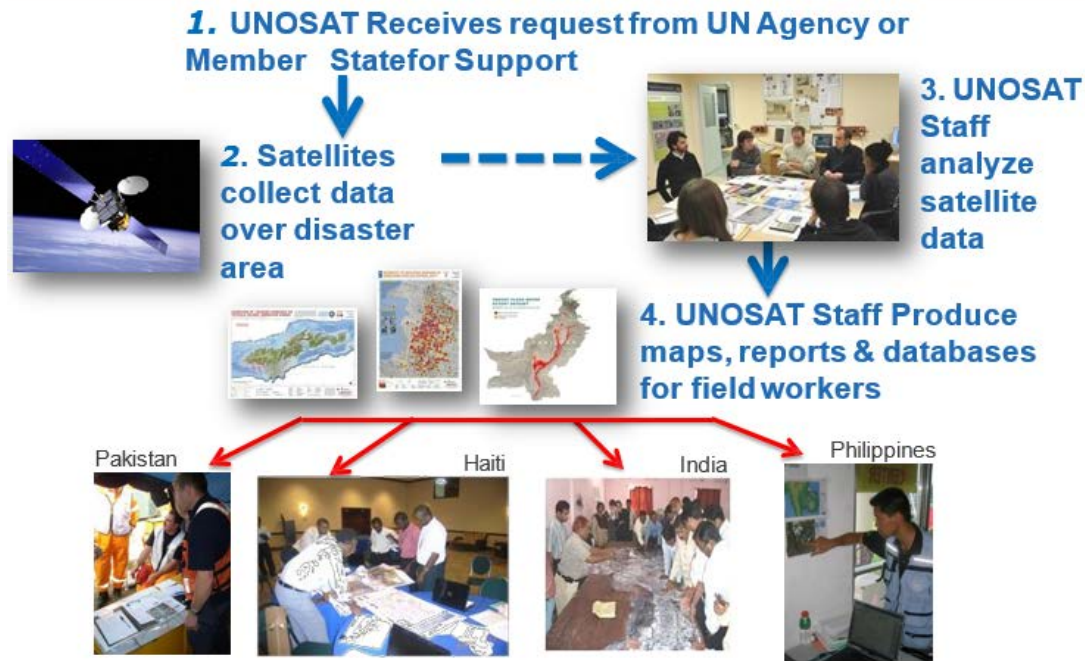 1. UNOSAT Receives request from UN Agency or
Member Statefor Support
2. Satellites
collect data
over disaster
area
3. UNOSAT
Staff
analyze
satellite
data
4. UNOSAT Staff Produce
maps, reports & databases
for field workers
Pakistan
Haiti
India
Philippines